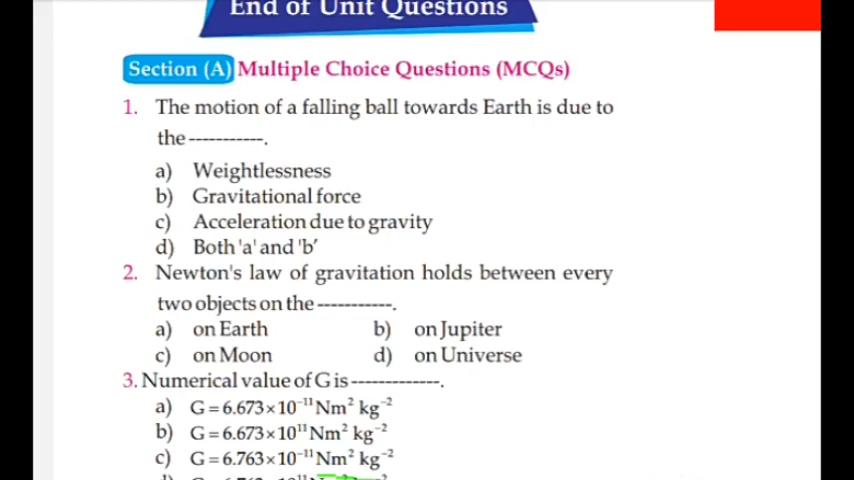 End of Unit Questions
Section (A) Multiple Choice Questions (MCQs)
1. The motion of a falling ball towards Earth is due to
the -----------.
a) Weightlessness
b) Gravitational force
c) Acceleration due to gravity
d) Both 'a' and 'b'
2. Newton's law of gravitation holds between every
two objects on the -----------.
a) on Earth b) on Jupiter
c) on Moon d) on Universe
3. Numerical value of G is -------------.
a) G = 6.673×10⁻¹¹ Nm² kg⁻²
b) G = 6.673×10¹¹ Nm² kg⁻²
c) G = 6.763×10⁻¹¹ Nm² kg⁻²